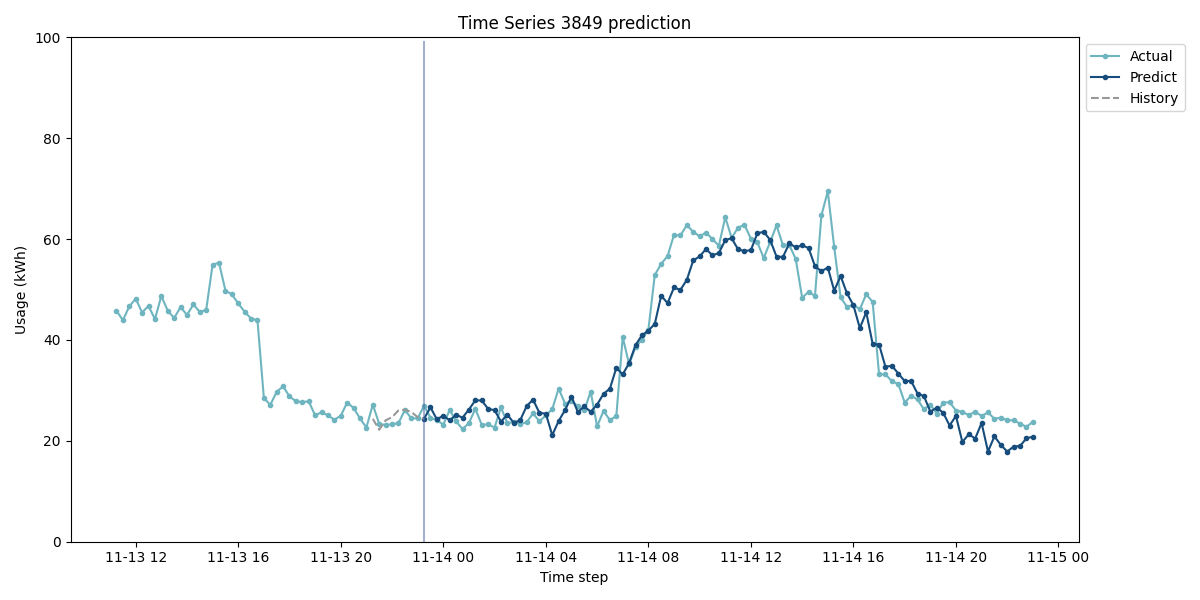 Time Series 3849 prediction
Usage (kWh)
100
80
60
40
20
0
11-13 12
11-13 16
11-13 20
11-14 00
11-14 04
11-14 08
11-14 12
11-14 16
11-14 20
11-15 00
Time step
Actual
Predict
History